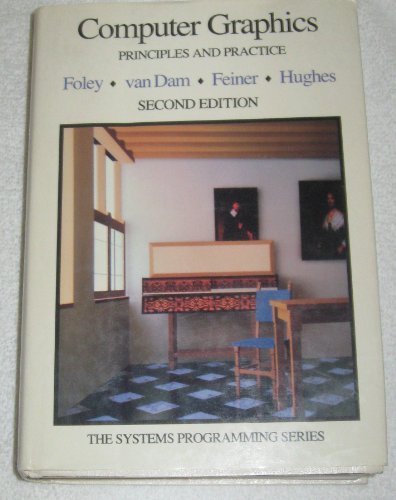 Computer Graphics
PRINCIPLES AND PRACTICE
Foley ◆ van Dam ◆ Feiner ◆ Hughes
SECOND EDITION
THE SYSTEMS PROGRAMMING SERIES